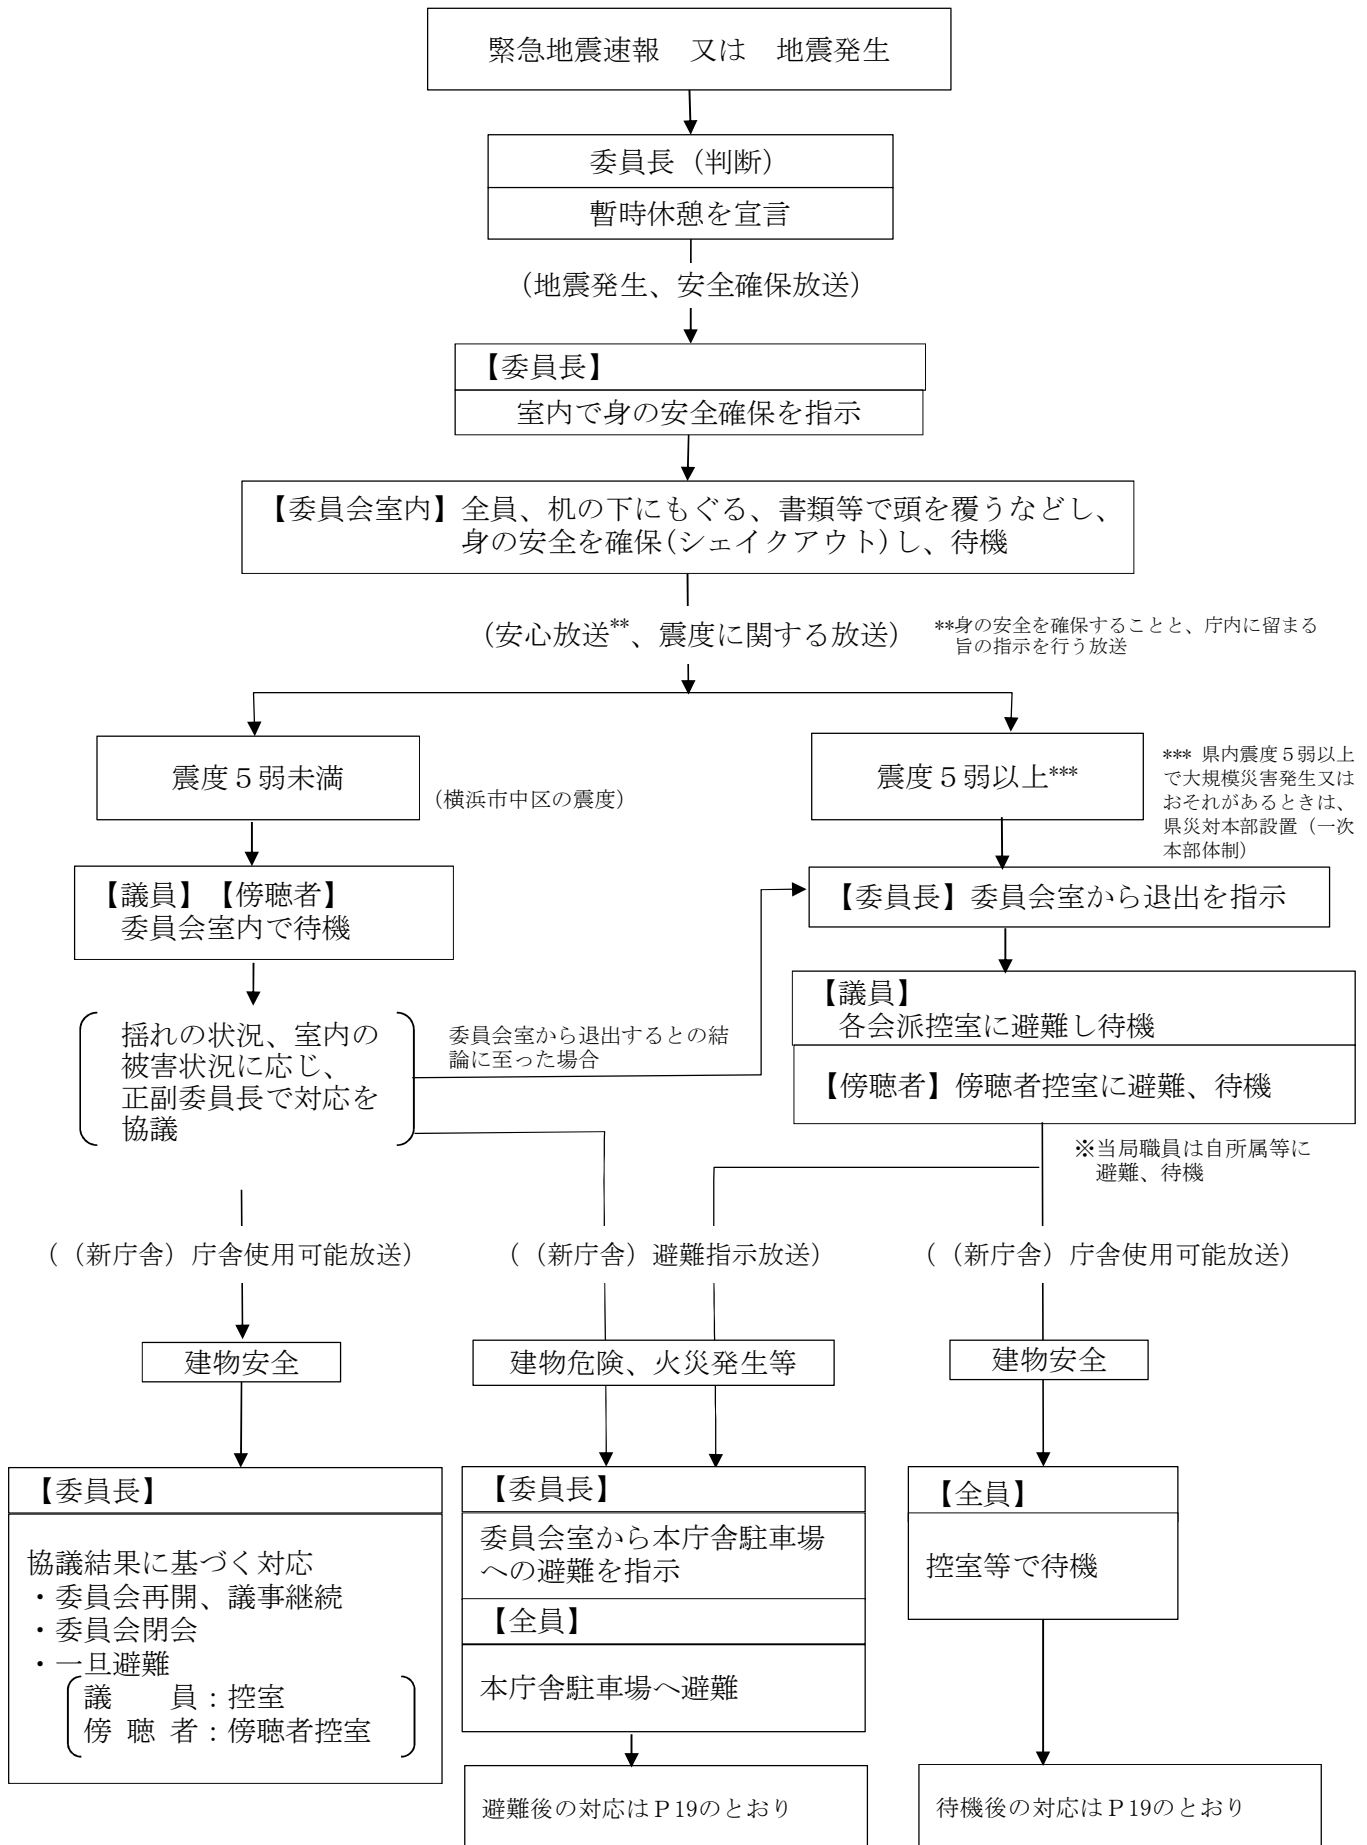 緊急地震速報　又は　地震発生
委員長（判断）
暫時休憩を宣言
（地震発生、安全確保放送）
【委員長】
室内で身の安全確保を指示
【委員会室内】全員、机の下にもぐる、書類等で頭を覆うなどし、
身の安全を確保(シェイクアウト)し、待機
（安心放送**、震度に関する放送）
**身の安全を確保することと、庁内に留まる
旨の指示を行う放送
震度５弱未満
（横浜市中区の震度）
震度５弱以上***
*** 県内震度５弱以上
で大規模災害発生又は
おそれがあるときは、
県災対本部設置（一次
本部体制）
【議員】【傍聴者】
委員会室内で待機
【委員長】委員会室から退出を指示
揺れの状況、室内の
被害状況に応じ、
正副委員長で対応を
協議
委員会室から退出するとの結
論に至った場合
【議員】
各会派控室に避難し待機
【傍聴者】傍聴者控室に避難、待機
※当局職員は自所属等に
避難、待機
（（新庁舎）庁舎使用可能放送）
（（新庁舎）避難指示放送）
（（新庁舎）庁舎使用可能放送）
建物安全
建物危険、火災発生等
建物安全
【委員長】
協議結果に基づく対応
・委員会再開、議事継続
・委員会閉会
・一旦避難
議　　員：控室
傍 聴 者：傍聴者控室
【委員長】
委員会室から本庁舎駐車場
への避難を指示
【全員】
本庁舎駐車場へ避難
【全員】
控室等で待機
避難後の対応はＰ19のとおり
待機後の対応はＰ19のとおり